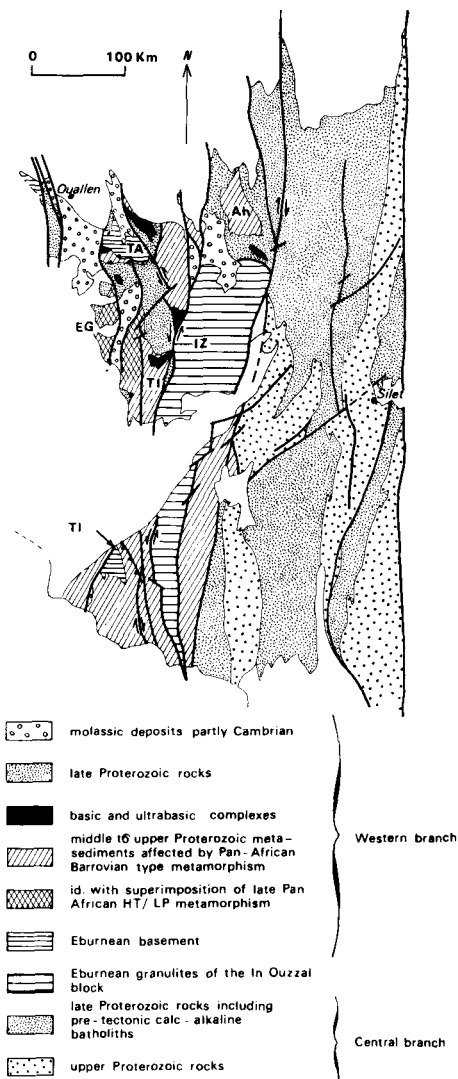 0 100 Km N
Ouallen
Ah
TA
EG
IZ
TI
Silet
TI
molassic deposits partly Cambrian
late Proterozoic rocks
basic and ultrabasic complexes
middle to upper Proterozoic meta-
sediments affected by Pan-African
Barrovian type metamorphism
id. with superimposition of late Pan
African HT/LP metamorphism
Eburnean basement
Western branch
Eburnean granulites of the In Ouzzal
block
late Proterozoic rocks including
pre-tectonic calc-alkaline
batholiths
Central branch
upper Proterozoic rocks